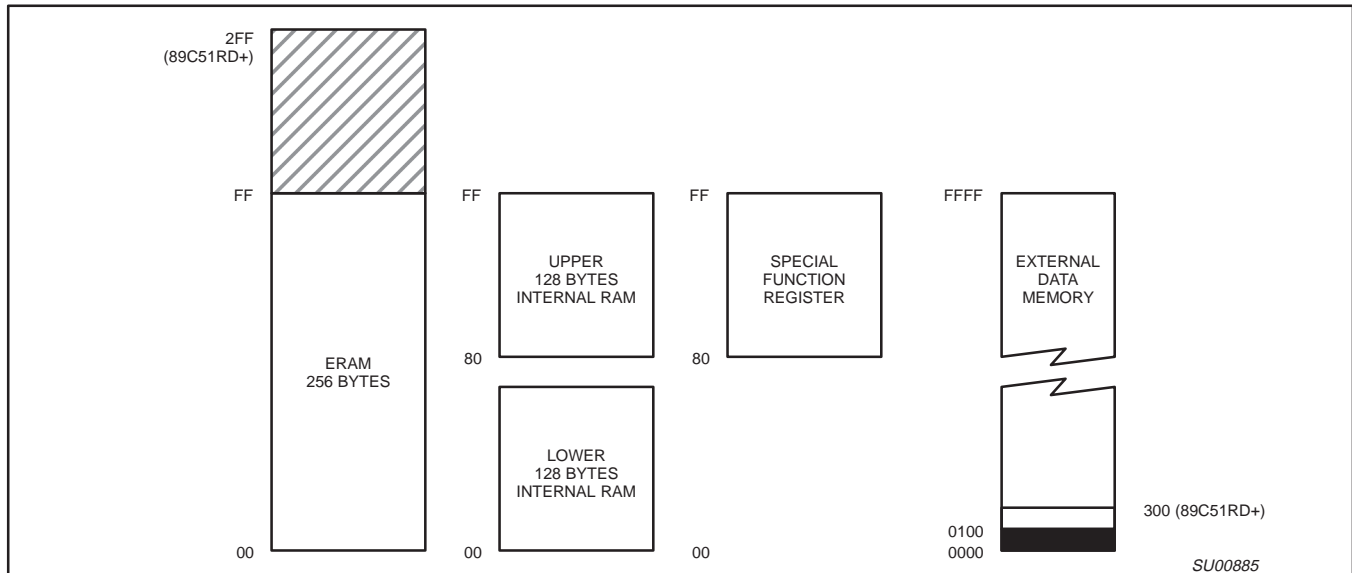 2FF
(89C51RD+)
FF
ERAM
256 BYTES
00
FF
UPPER
128 BYTES
INTERNAL RAM
80
LOWER
128 BYTES
INTERNAL RAM
00
FF
SPECIAL
FUNCTION
REGISTER
80
00
FFFF
EXTERNAL
DATA
MEMORY
0100
0000
300 (89C51RD+)
SU00885